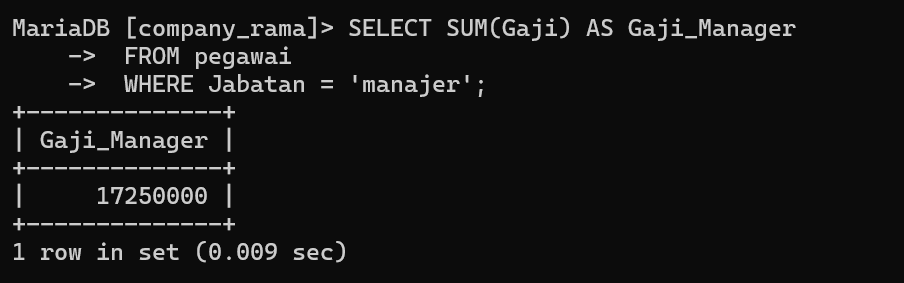 MariaDB [company_rama]> SELECT SUM(Gaji) AS Gaji_Manager
    ->  FROM pegawai
    ->  WHERE Jabatan = 'manajer';
+--------------+
| Gaji_Manager |
+--------------+
|     17250000 |
+--------------+
1 row in set (0.009 sec)